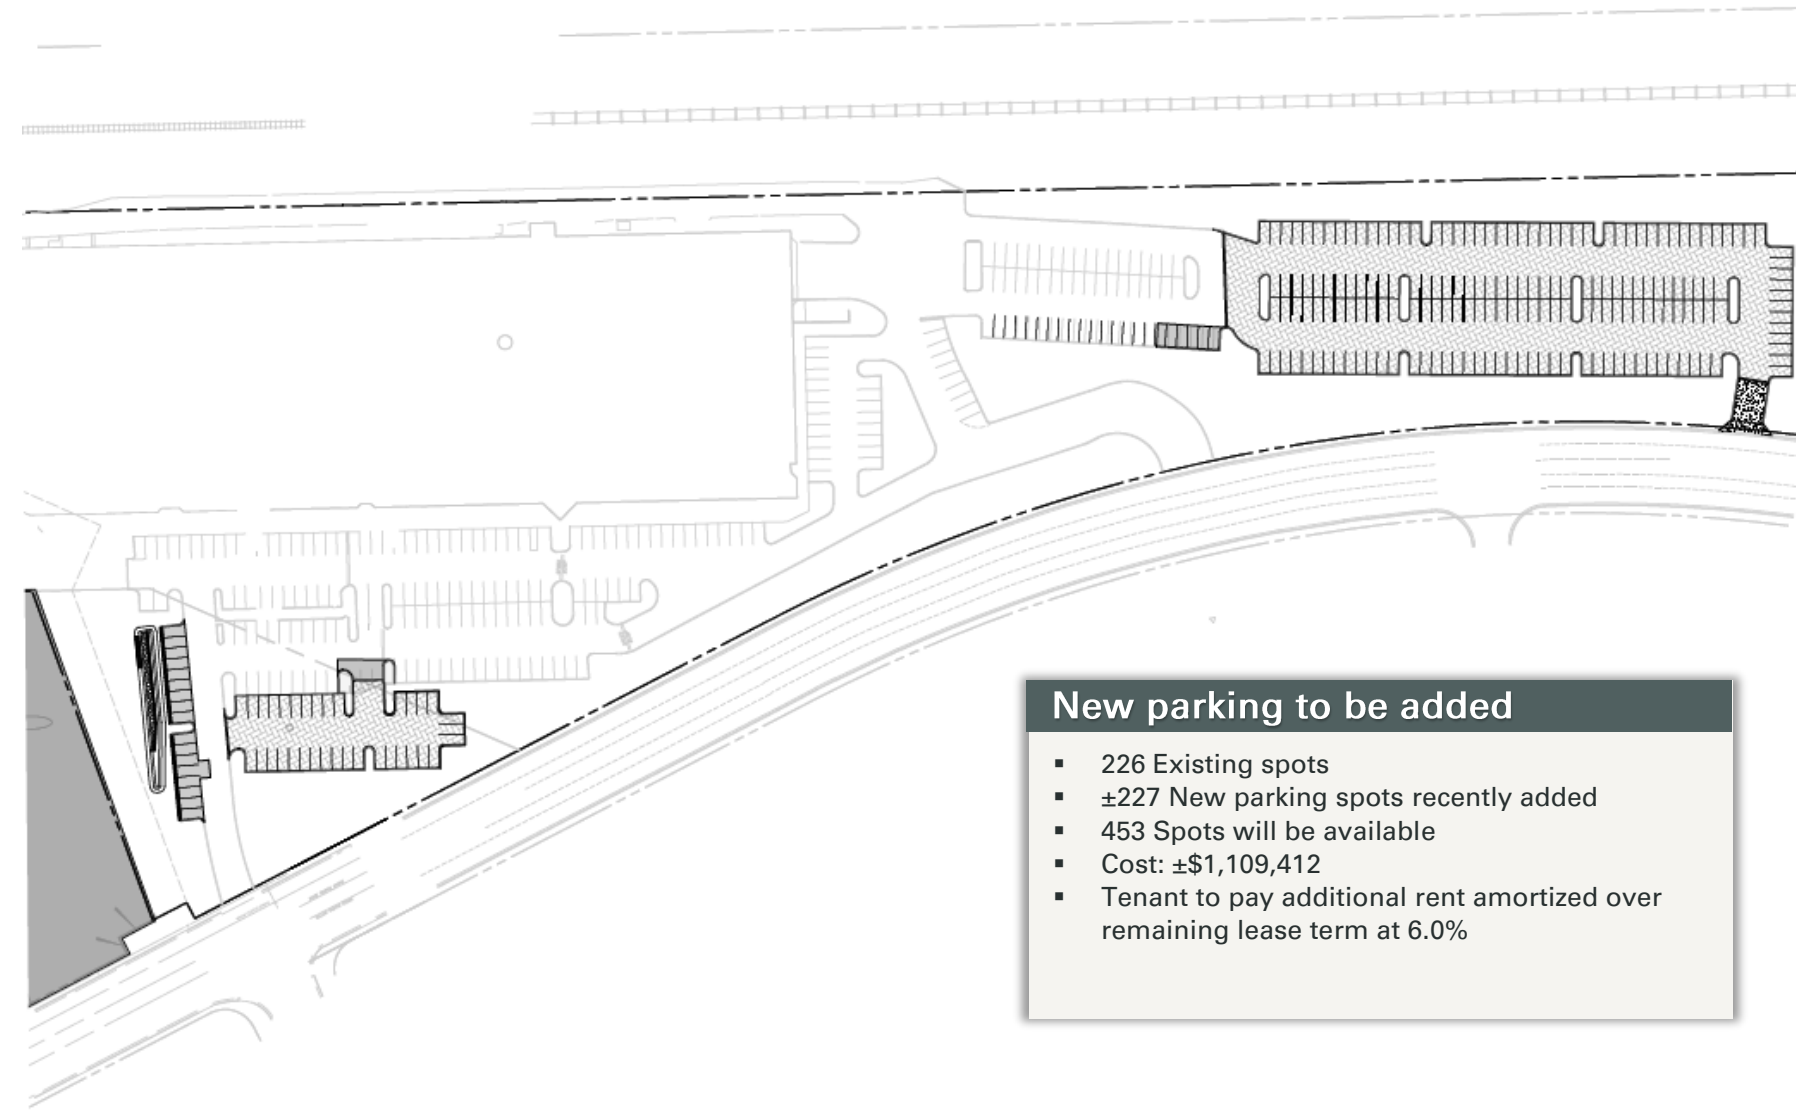 New parking to be added
▪ 226 Existing spots
▪ ±227 New parking spots recently added
▪ 453 Spots will be available
▪ Cost: ±$1,109,412
▪ Tenant to pay additional rent amortized over
remaining lease term at 6.0%